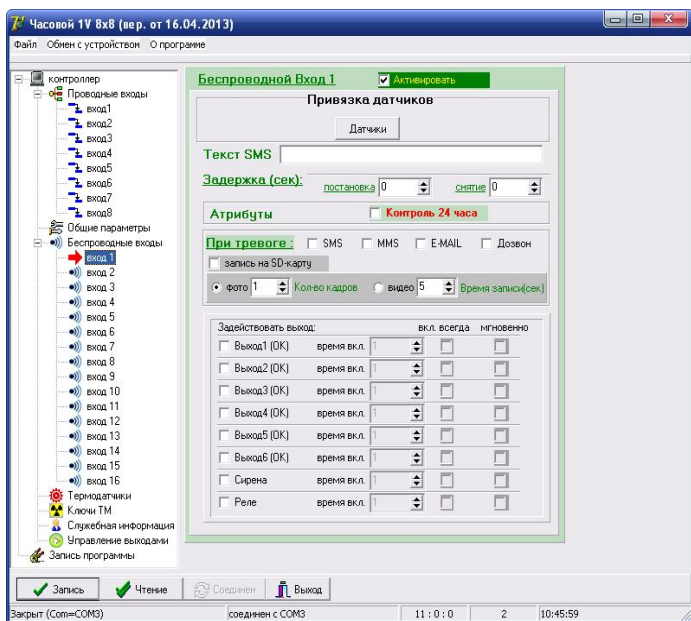 Часовой 1V 8x8 (вер. от 16.04.2013)
Файл Обмен с устройством О программе
контроллер
Проводные входы
вход1
вход2
вход3
вход4
вход5
вход6
вход7
вход8
Общие параметры
Беспроводные входы
вход 1
вход 2
вход 3
вход 4
вход 5
вход 6
вход 7
вход 8
вход 9
вход 10
вход 11
вход 12
вход 13
вход 14
вход 15
вход 16
Термодатчики
Ключи ТМ
Служебная информация
Управление выходами
Запись программы
Беспроводной Вход 1 Активировать
Привязка датчиков
Датчики
Текст SMS
Задержка (сек): постановка 0 снятие 0
Атрибуты Контроль 24 часа
При тревоге : SMS MMS E-MAIL Дозвон
запись на SD-карту
фото 1 Кол-во кадров видео 5 Время записи(сек)
Задействовать выход: вкл. всегда мгновенно
Выход1 (ОК) время вкл. 1
Выход2 (ОК) время вкл. 1
Выход3 (ОК) время вкл. 1
Выход4 (ОК) время вкл. 1
Выход5 (ОК) время вкл. 1
Выход6 (ОК) время вкл. 1
Сирена время вкл. 1
Реле время вкл. 1
Запись Чтение Соединен Выход
Закрыт (Com=COM3) соединен с COM3 11 : 0 : 0 2 10:45:59